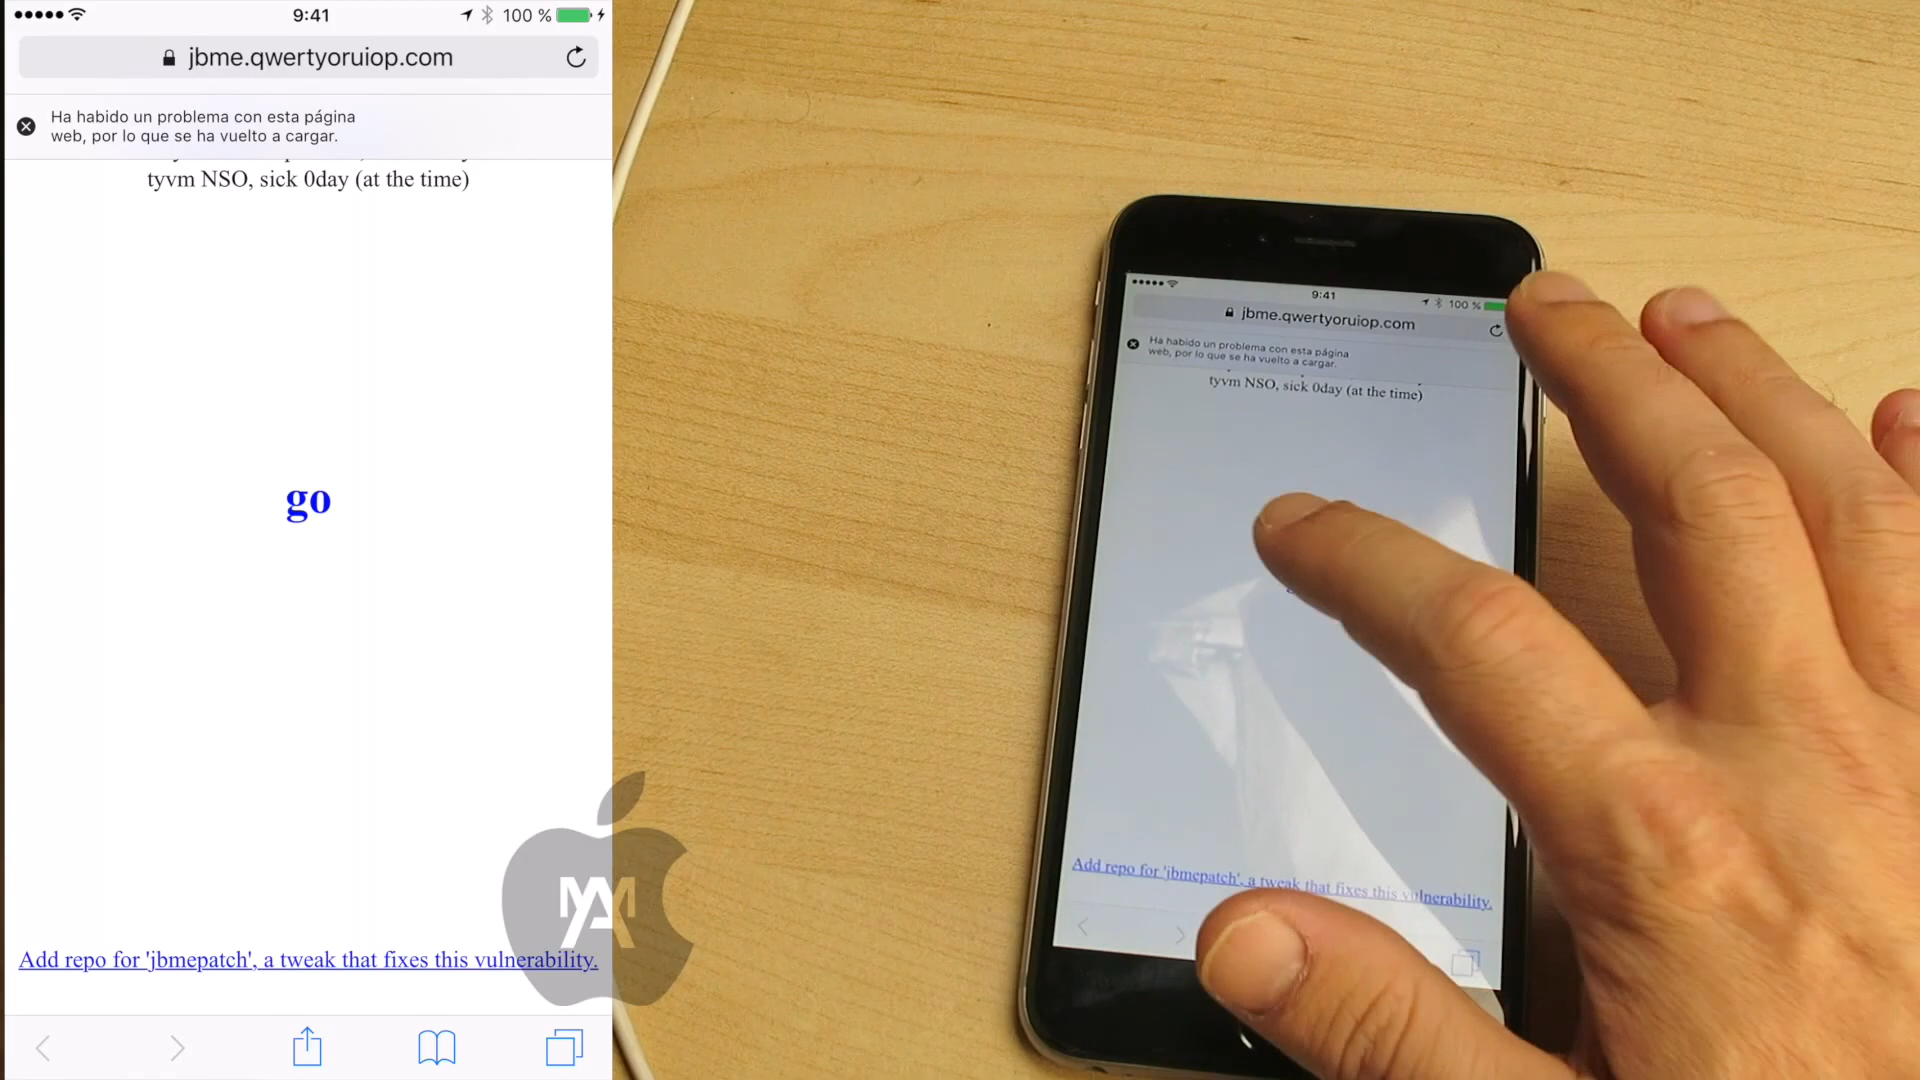 9:41
100 %
jbme.qwertyoruiop.com
Ha habido un problema con esta página
web, por lo que se ha vuelto a cargar.
tyvm NSO, sick 0day (at the time)
go
Add repo for 'jbmepatch', a tweak that fixes this vulnerability.
MA
9:41
100 %
jbme.qwertyoruiop.com
Ha habido un problema con esta página
web, por lo que se ha vuelto a cargar.
tyvm NSO, sick 0day (at the time)
Add repo for 'jbmepatch', a tweak that fixes this vulnerability.